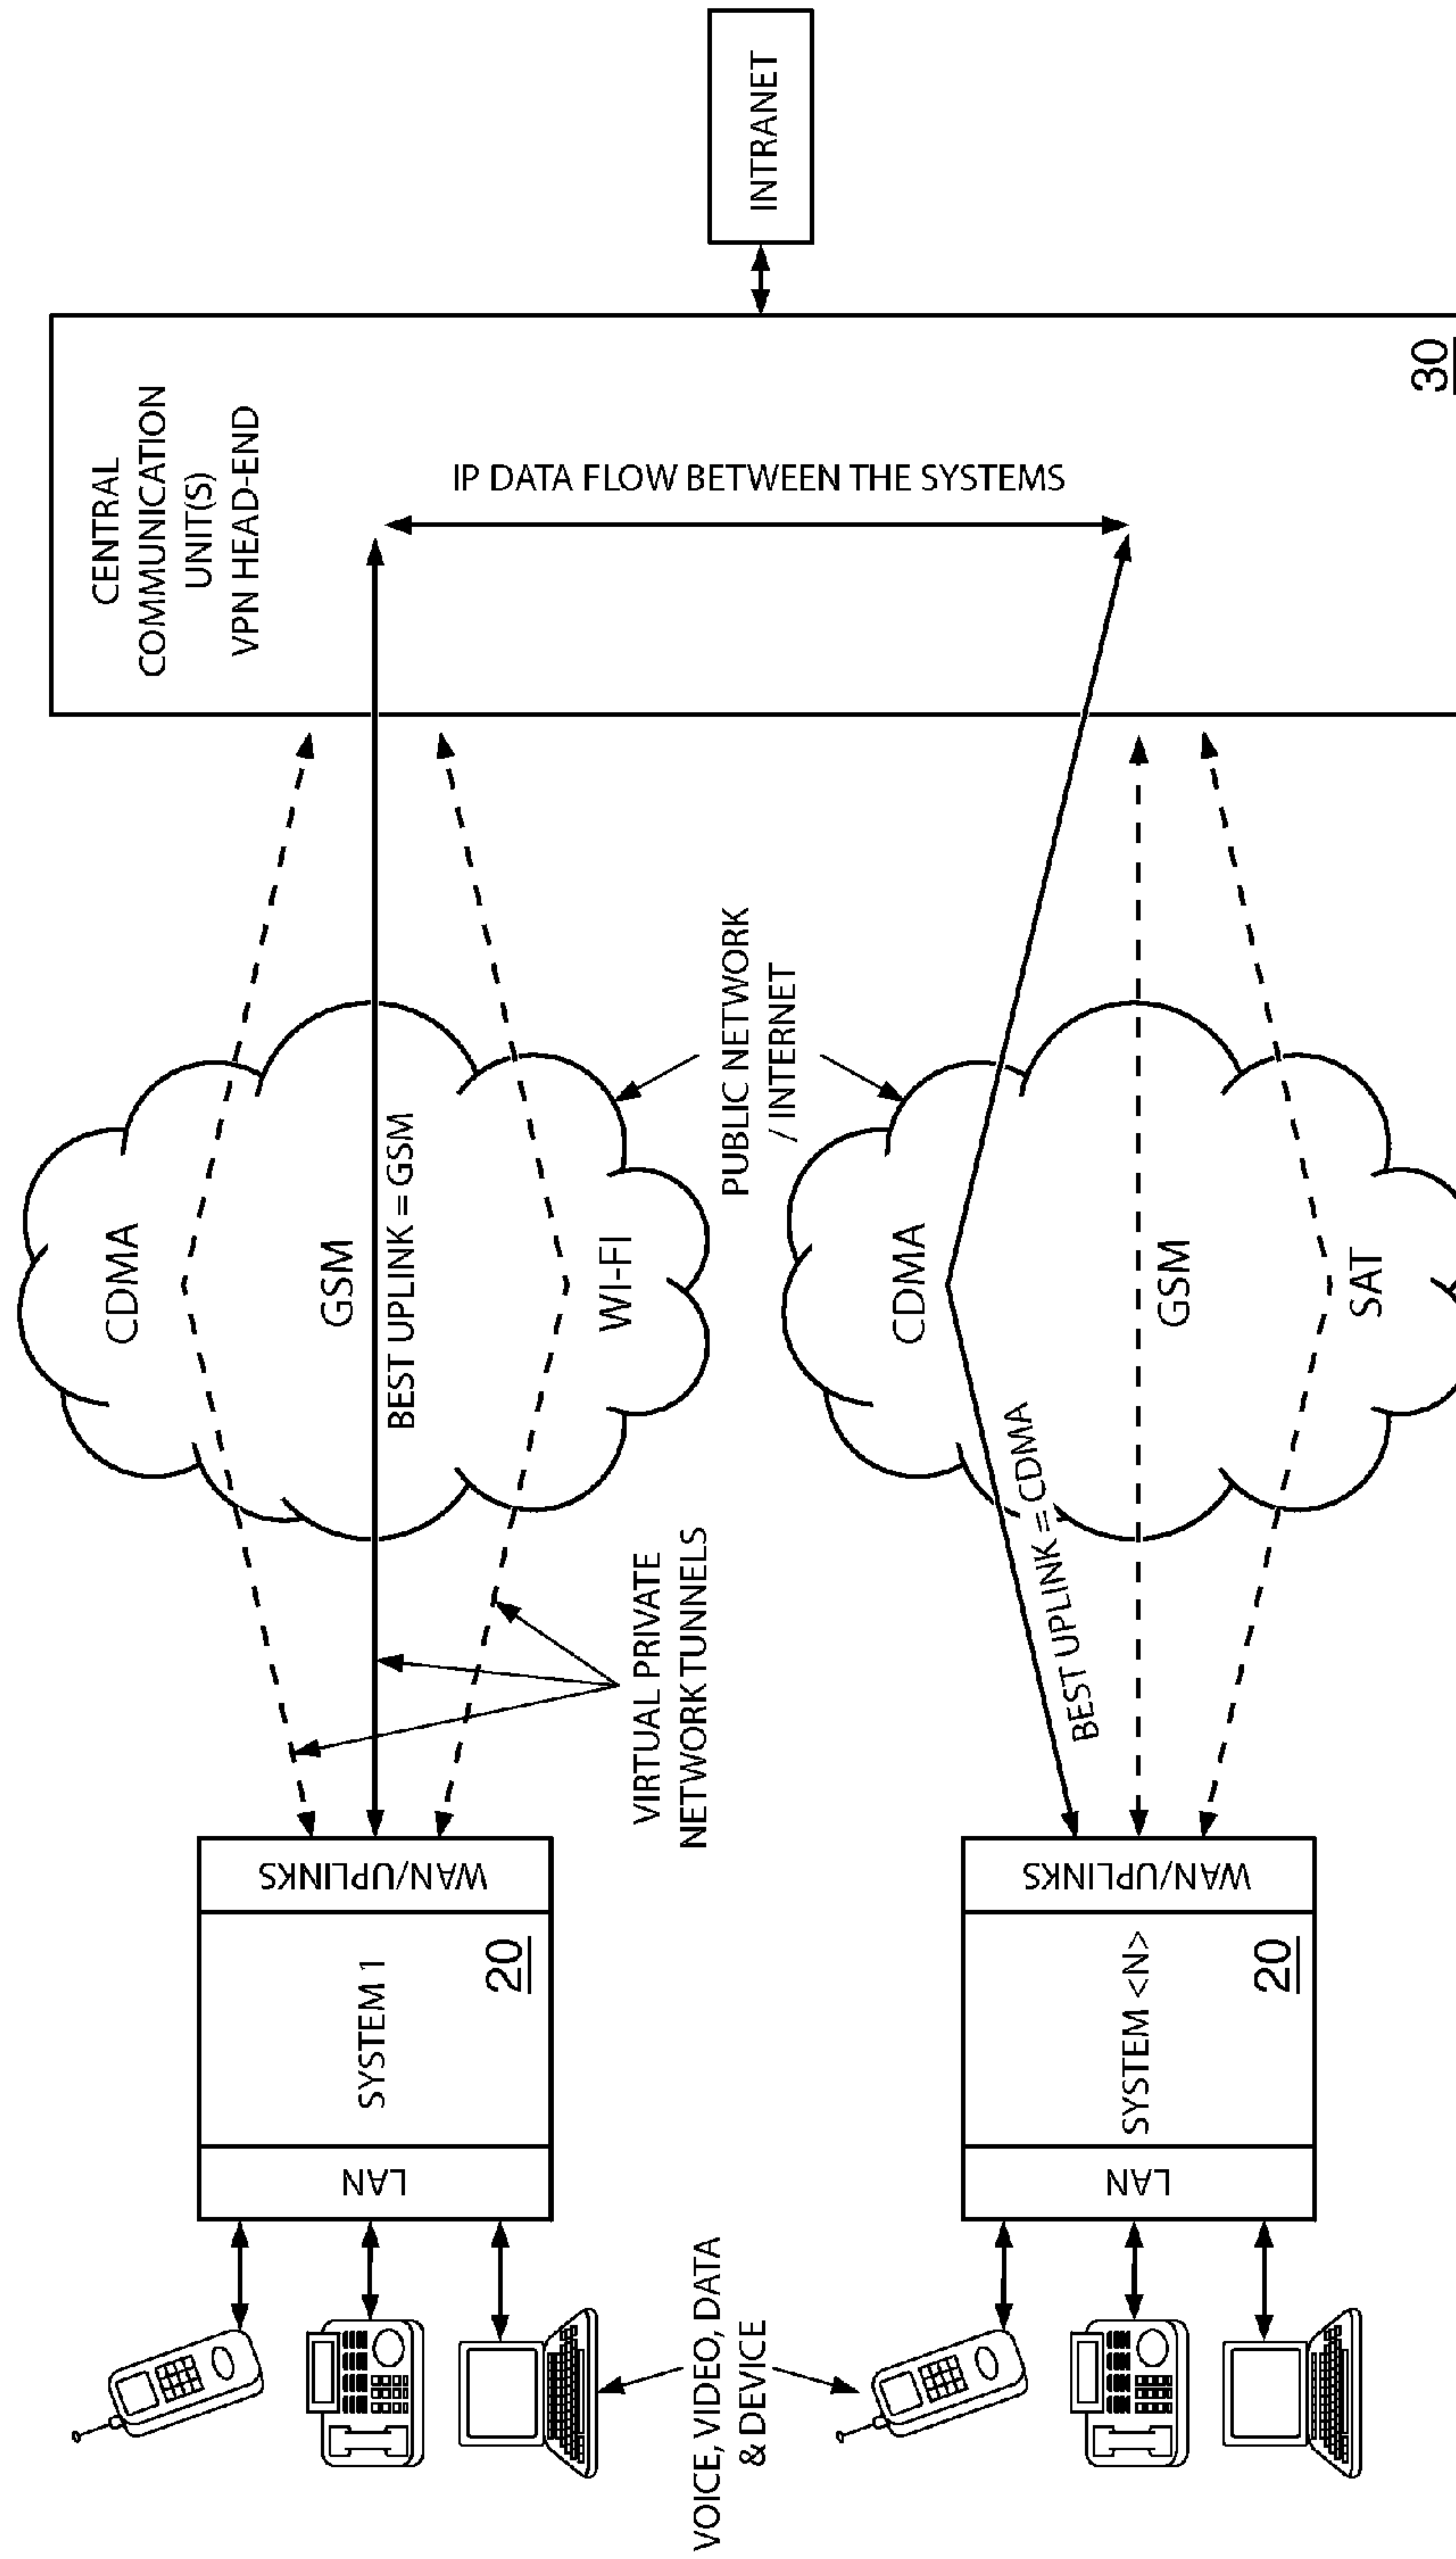 VOICE, VIDEO, DATA
& DEVICE
LAN
SYSTEM 1
20
WAN/UPLINKS
VIRTUAL PRIVATE
NETWORK TUNNELS
CDMA
GSM
BEST UPLINK = GSM
WI-FI
PUBLIC NETWORK
/ INTERNET
LAN
SYSTEM <N>
20
WAN/UPLINKS
BEST UPLINK = CDMA
CDMA
GSM
SAT
CENTRAL
COMMUNICATION
UNIT(S)
VPN HEAD-END
IP DATA FLOW BETWEEN THE SYSTEMS
30
INTRANET